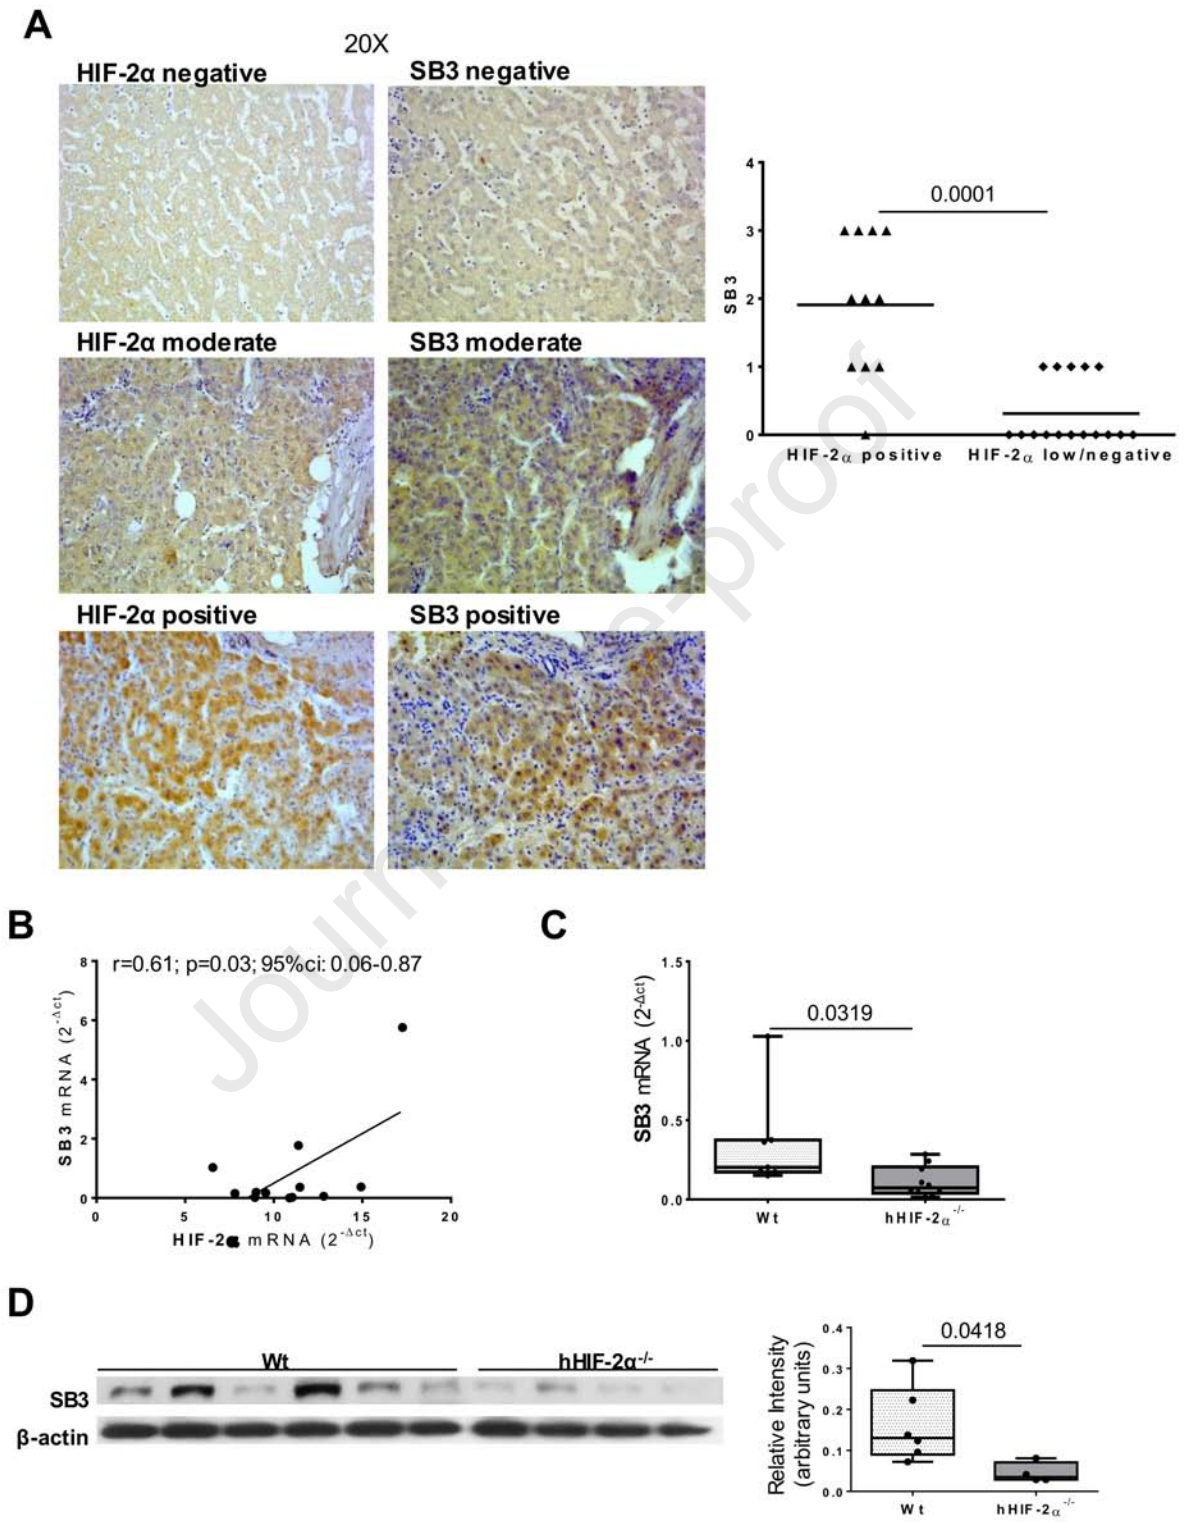 A
20X
HIF-2α negative
SB3 negative
HIF-2α moderate
SB3 moderate
HIF-2α positive
SB3 positive
4
3
2
1
0
SB3
0.0001
HIF-2α positive
HIF-2α low/negative
Journ
e-proof
B
r=0.61; p=0.03; 95%ci: 0.06-0.87
8
6
4
2
0
SB3 mRNA (2^-Δct)
0
5
10
15
20
HIF-2α mRNA (2^-Δct)
C
1.5
1.0
0.5
0.0
SB3 mRNA (2^-Δct)
0.0319
Wt
hHIF-2α^-/-
D
Wt
hHIF-2α^-/-
SB3
β-actin
0.4
0.3
0.2
0.1
0.0
Relative Intensity
(arbitrary units)
0.0418
Wt
hHIF-2α^-/-